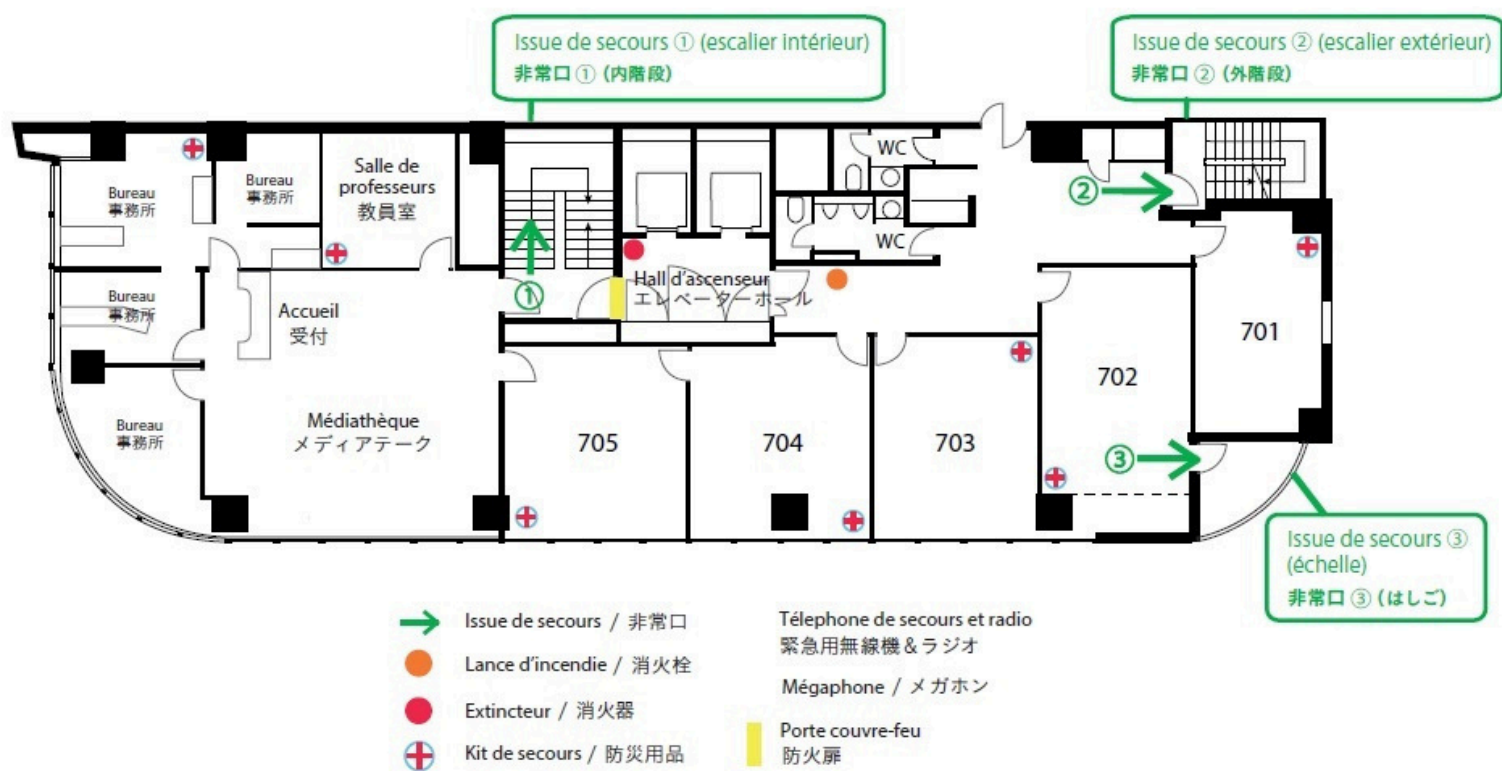 Issue de secours ① (escalier intérieur)
非常口 ① (内階段)
Issue de secours ② (escalier extérieur)
非常口 ② (外階段)
Bureau
事務所
Bureau
事務所
Salle de
professeurs
教員室
WC
WC
②
①
Hall d'ascenseur
エレベーターホール
Bureau
事務所
Accueil
受付
701
702
Bureau
事務所
Médiathèque
メディアテーク
705
704
703
③
Issue de secours ③
(échelle)
非常口 ③ (はしご)
Issue de secours / 非常口
Lance d'incendie / 消火栓
Extincteur / 消火器
Kit de secours / 防災用品
Télephone de secours et radio
緊急用無線機＆ラジオ
Mégaphone / メガホン
Porte couvre-feu
防火扉